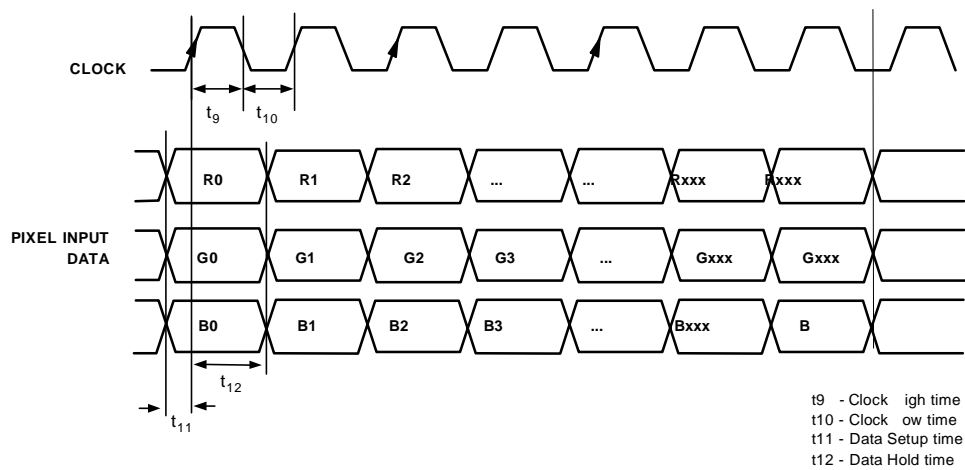 CLOCK
t9
t10
R0 R1 R2 ... ... Rxxx Rxxx
PIXEL INPUT
DATA
G0 G1 G2 G3 ... Gxxx Gxxx
B0 B1 B2 B3 ... Bxxx B
t12
t11
t9 - Clock igh time
t10 - Clock ow time
t11 - Data Setup time
t12 - Data Hold time